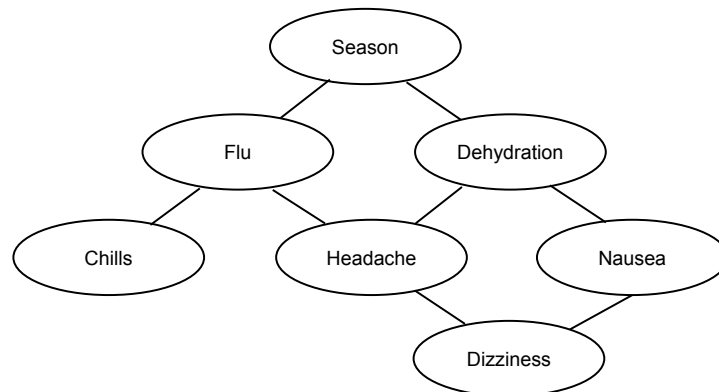 Season
Flu
Dehydration
Chills
Headache
Nausea
Dizziness